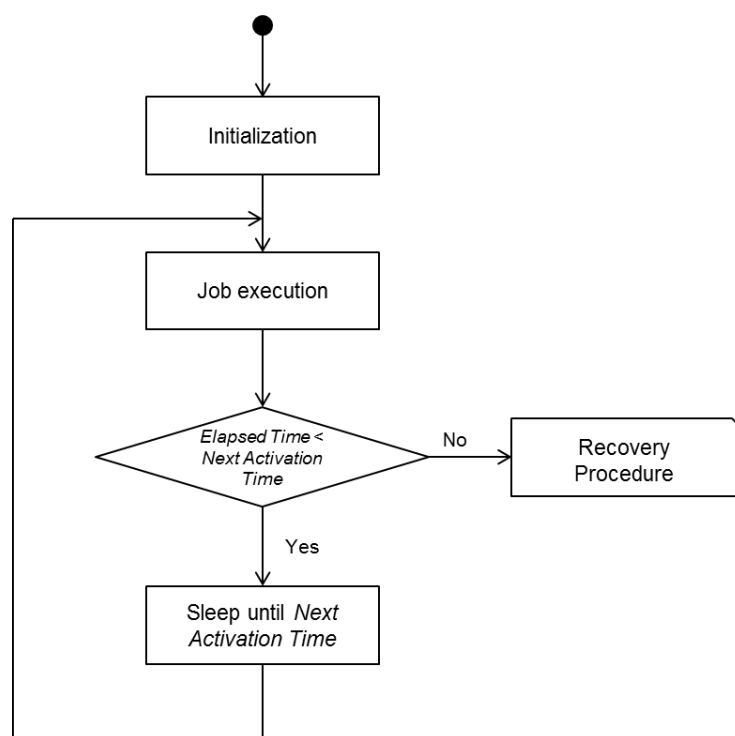 Initialization
Job execution
Elapsed Time <
Next Activation
Time
No
Recovery
Procedure
Yes
Sleep until Next
Activation Time